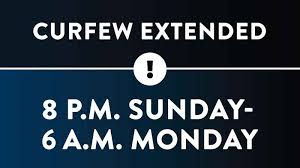 CURFEW EXTENDED
!
8 P.M. SUNDAY-
6 A.M. MONDAY